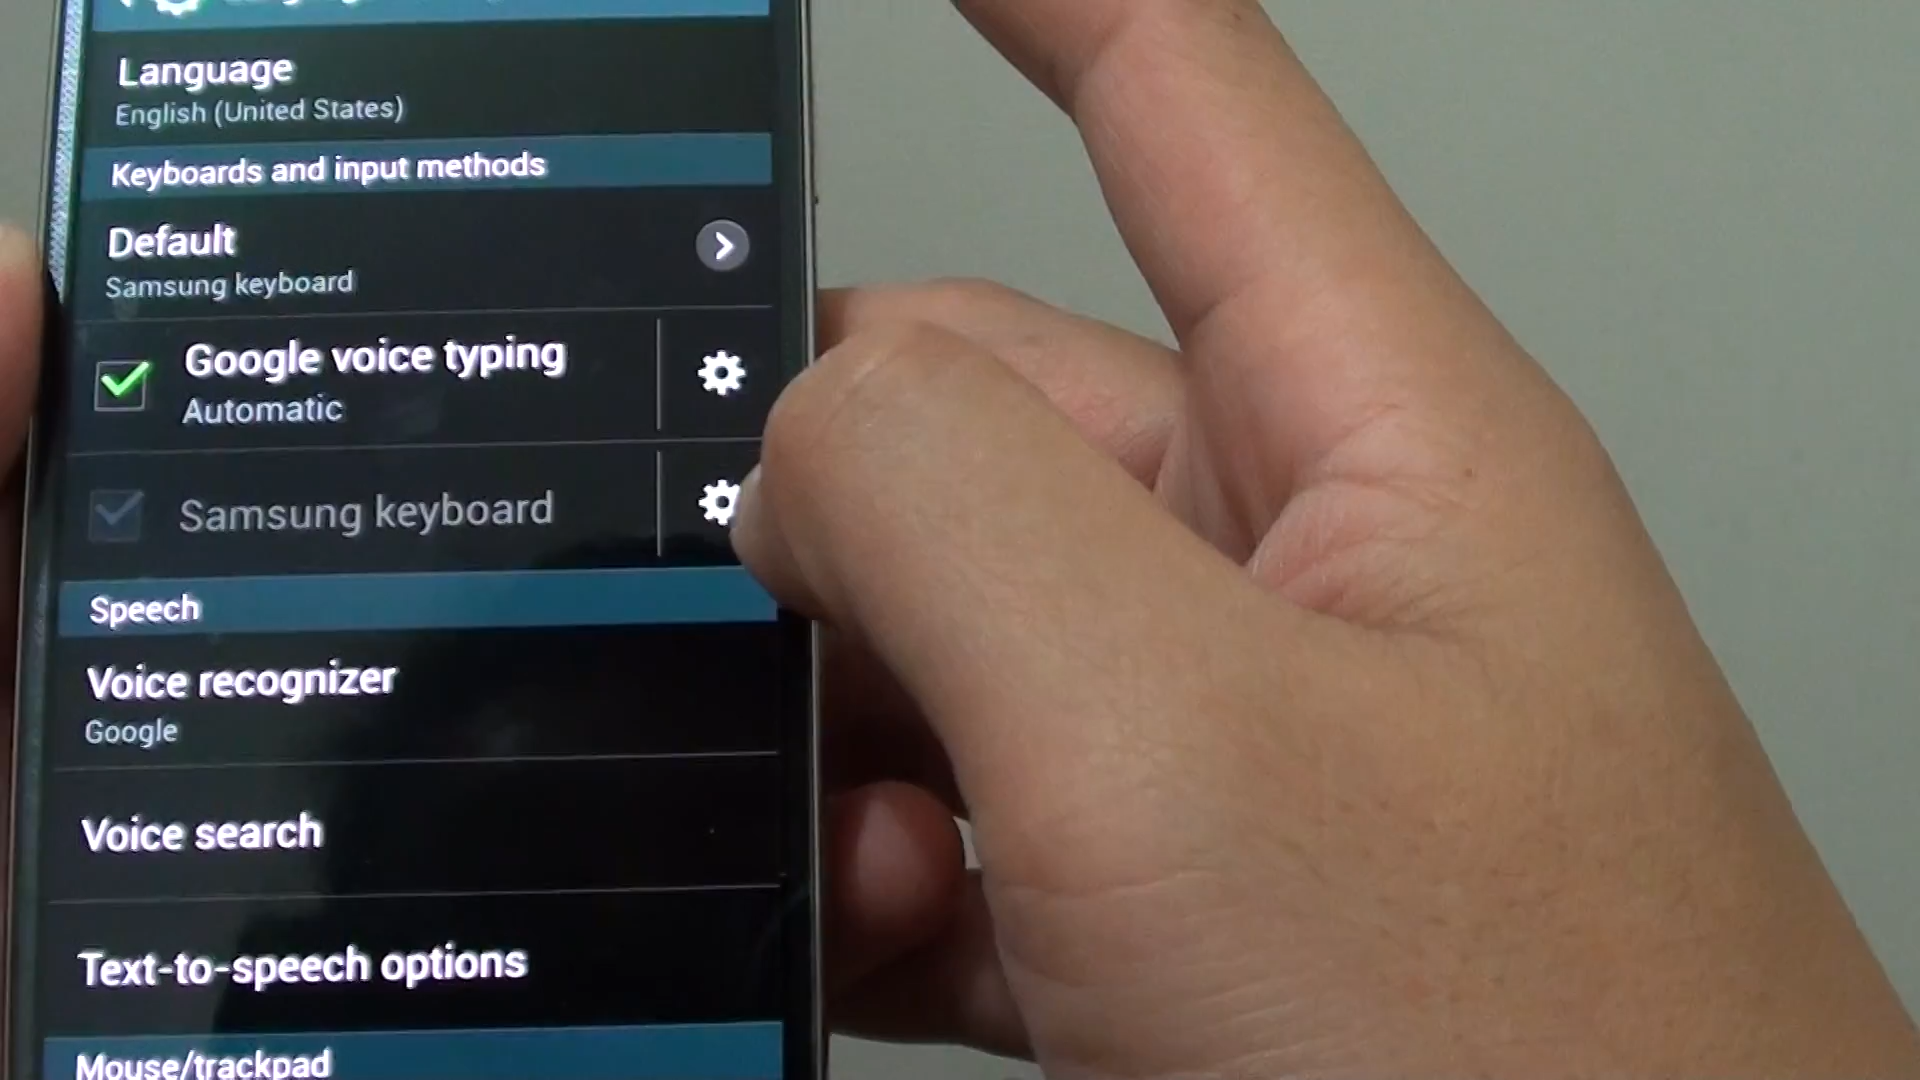 Language
English (United States)
Keyboards and input methods
Default
Samsung keyboard
Google voice typing
Automatic
Samsung keyboard
Speech
Voice recognizer
Google
Voice search
Text-to-speech options
Mouse/trackpad